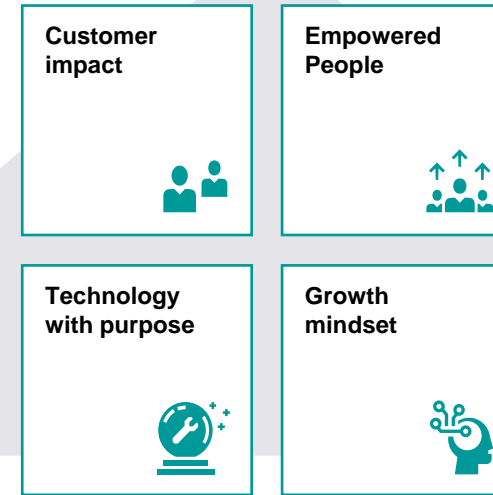 Customer
impact
Empowered
People
Technology
with purpose
Growth
mindset